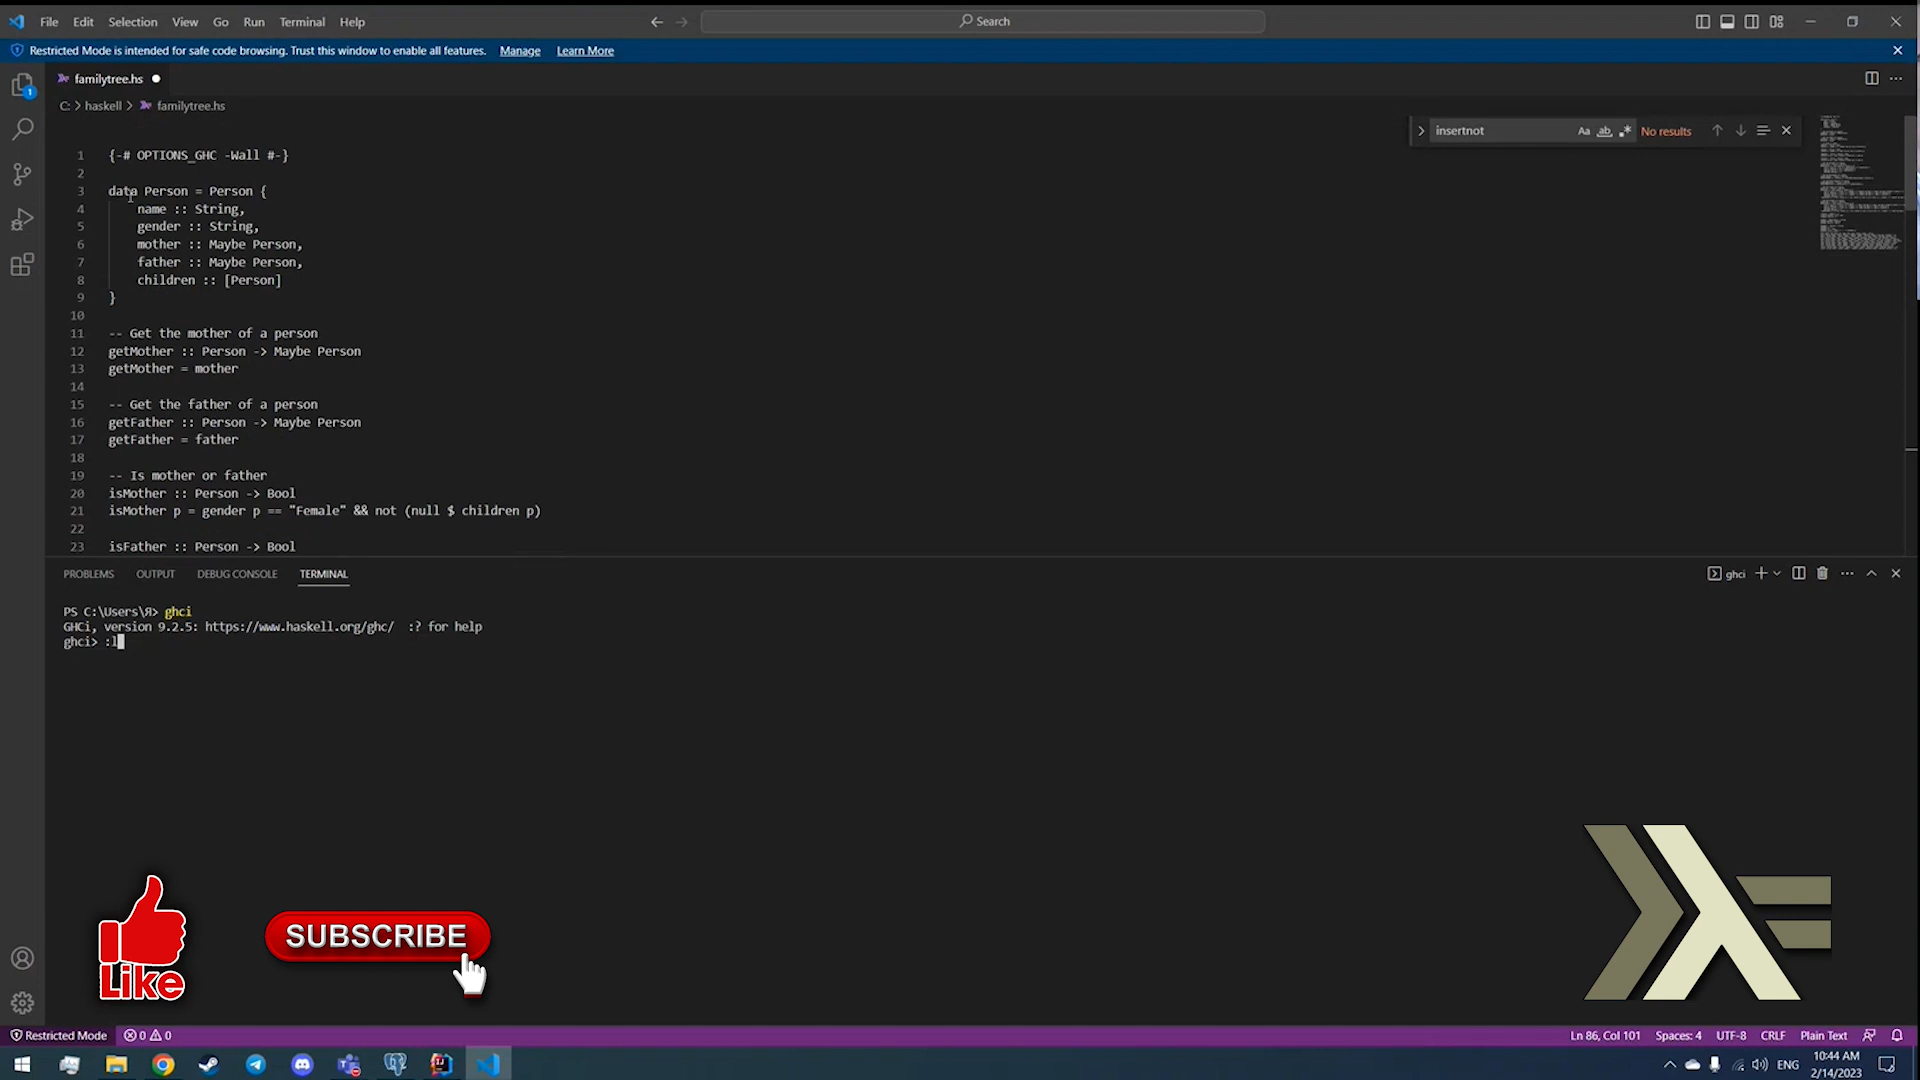 File Edit Selection View Go Run Terminal Help
Search
Restricted Mode is intended for safe code browsing. Trust this window to enable all features. Manage Learn More
familytree.hs
C: > haskell > familytree.hs
insertnot Aa ab No results
1 {-# OPTIONS_GHC -Wall #-}
2
3 data Person = Person {
4 name :: String,
5 gender :: String,
6 mother :: Maybe Person,
7 father :: Maybe Person,
8 children :: [Person]
9 }
10
11 -- Get the mother of a person
12 getMother :: Person -> Maybe Person
13 getMother = mother
14
15 -- Get the father of a person
16 getFather :: Person -> Maybe Person
17 getFather = father
18
19 -- Is mother or father
20 isMother :: Person -> Bool
21 isMother p = gender p == "Female" && not (null $ children p)
22
23 isFather :: Person -> Bool
PROBLEMS OUTPUT DEBUG CONSOLE TERMINAL
ghci
PS C:\Users\Я> ghci
GHCi, version 9.2.5: https://www.haskell.org/ghc/ :? for help
ghci> :l
Like
SUBSCRIBE
Restricted Mode 0 0
Ln 86, Col 101 Spaces: 4 UTF-8 CRLF Plain Text
ENG
10:44 AM
2/14/2023